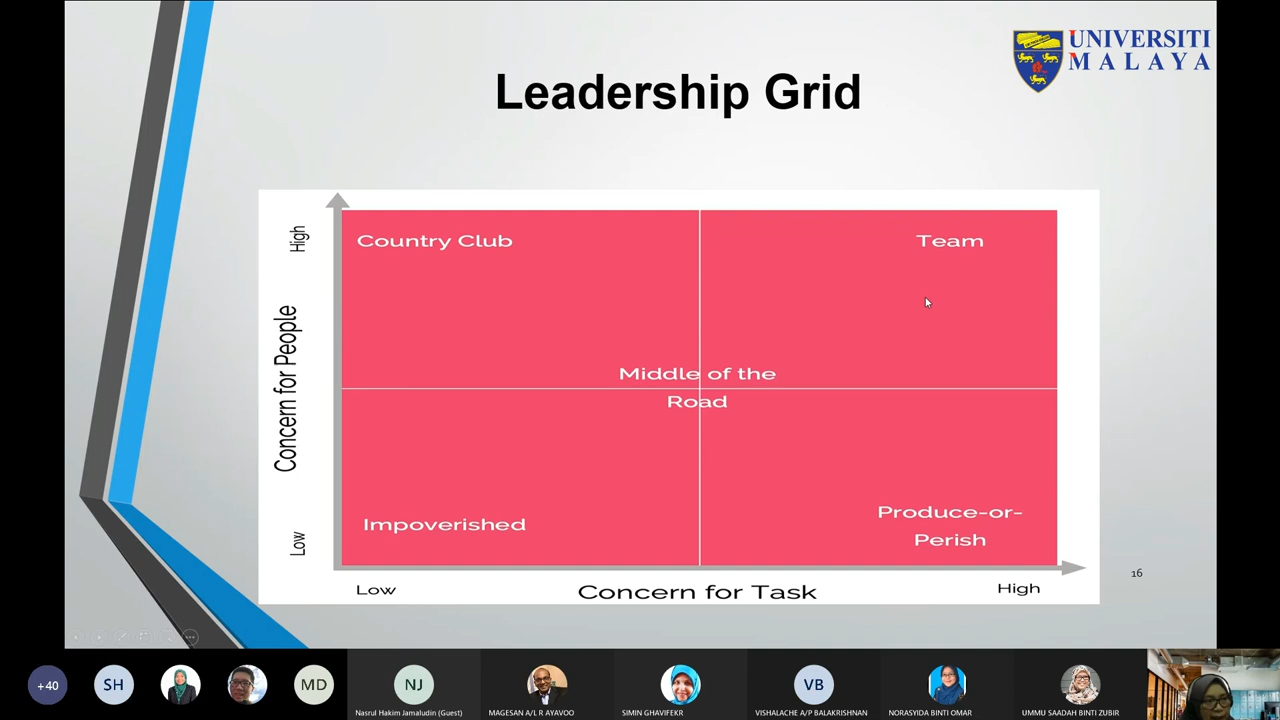 UNIVERSITI
MALAYA
Leadership Grid
High
Country Club
Team
Concern for People
Middle of the
Road
Impoverished
Produce-or-
Perish
Low
Low
Concern for Task
High
16
+40
SH
MD
NJ
VB
Nasrul Hakim Jamaludin (Guest)
MAGESAN A/L R AYAVOO
SIMIN GHAVIFEKR
VISHALACHE A/P BALAKRISHNAN
NORASYIDA BINTI OMAR
UMMU SAADAH BINTI ZUBIR